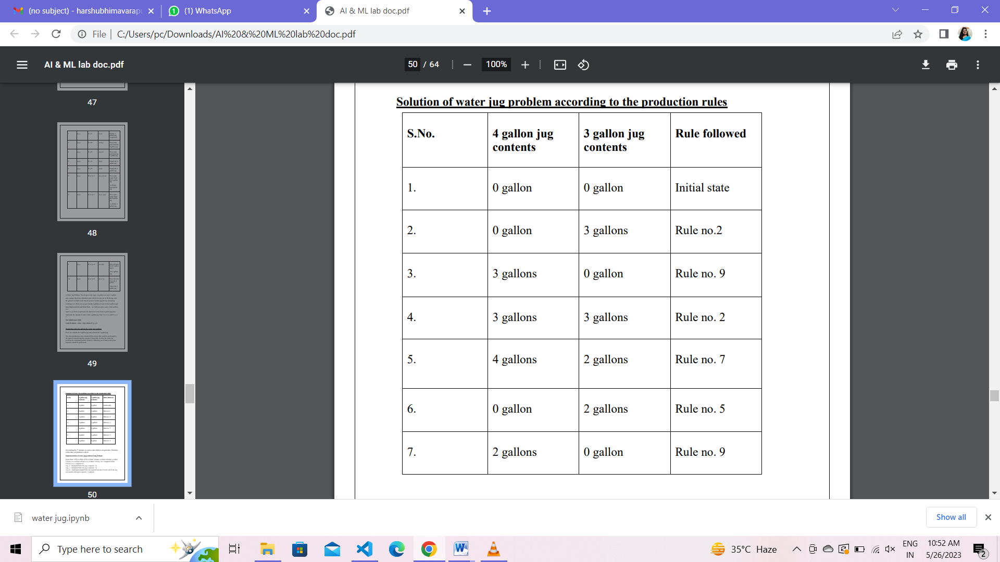 (no subject) - harshubhimavarap
(1) WhatsApp
AI & ML lab doc.pdf
File
C:/Users/pc/Downloads/AI%20&%20ML%20lab%20doc.pdf
AI & ML lab doc.pdf
50 / 64
100%
47
48
49
50
Solution of water jug problem according to the production rules
S.No. 4 gallon jug contents 3 gallon jug contents Rule followed
1. 0 gallon 0 gallon Initial state
2. 0 gallon 3 gallons Rule no.2
3. 3 gallons 0 gallon Rule no. 9
4. 3 gallons 3 gallons Rule no. 2
5. 4 gallons 2 gallons Rule no. 7
6. 0 gallon 2 gallons Rule no. 5
7. 2 gallons 0 gallon Rule no. 9
water jug.ipynb
Show all
Type here to search
35°C Haze
ENG
IN
10:52 AM
5/26/2023
2